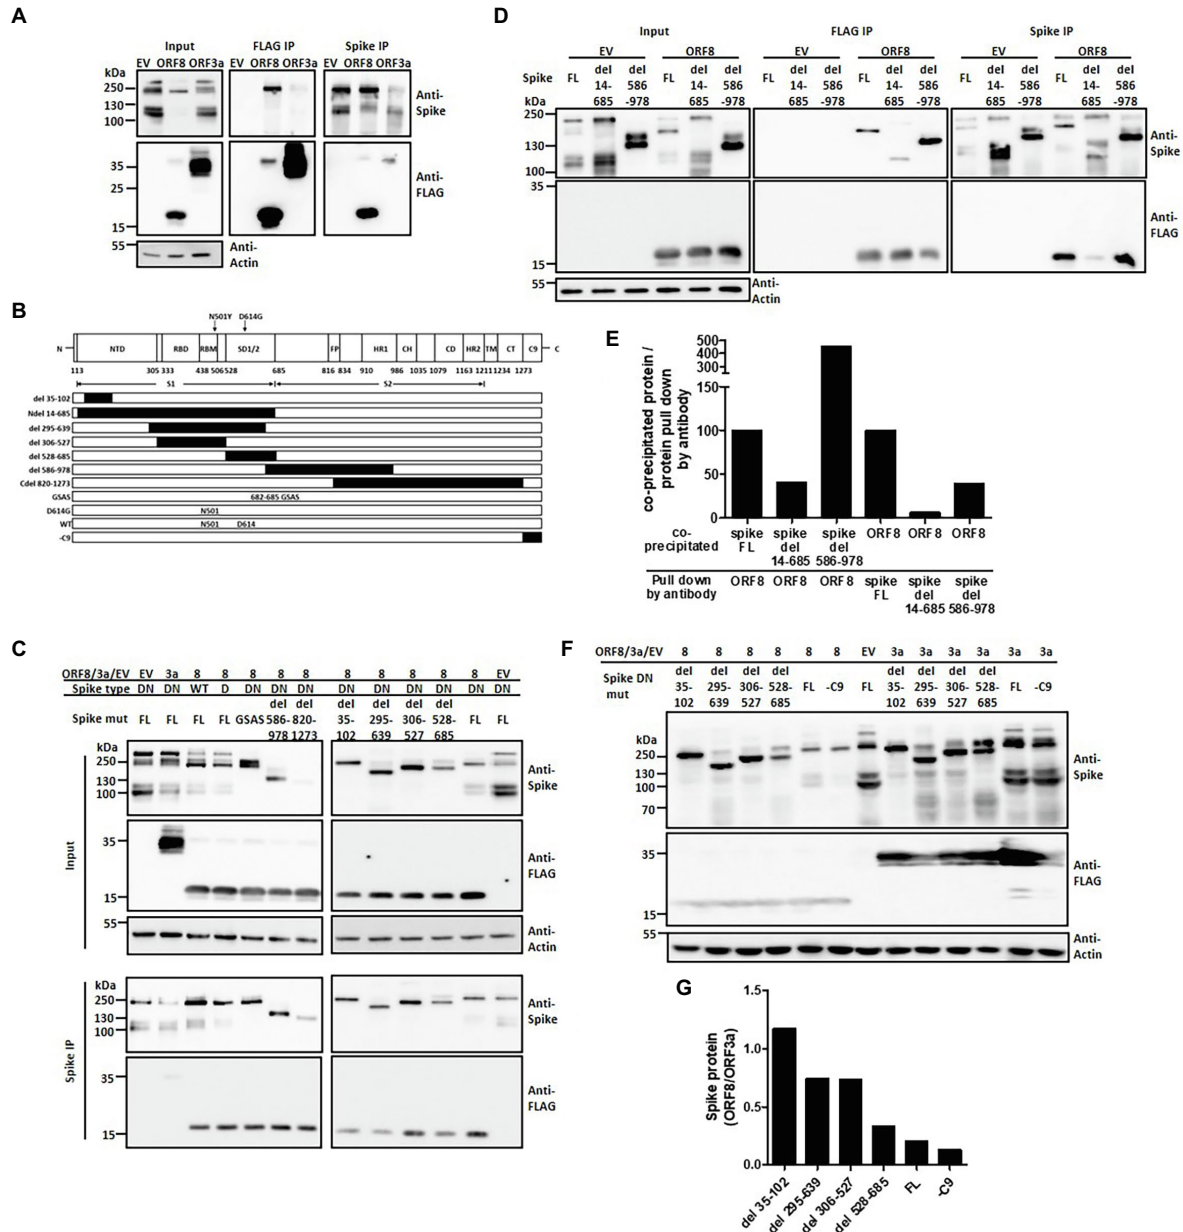 A
Input FLAG IP Spike IP
EV ORF8 ORF3a EV ORF8 ORF3a EV ORF8 ORF3a
kDa
250
130
100
Anti-
Spike
35
25
15
Anti-
FLAG
55
Anti-
Actin
B
N501Y D614G
N NTD RBD RBM SD1/2 FP HR1 CH CD HR2 TM CT C9 C
113 305 333 438 506 528 685 816 834 910 986 1035 1079 1163 1211 1234 1273
S1 S2
del 35-102
Ndel 14-685
del 295-639
del 306-527
del 528-685
del 586-978
Cdel 820-1273
GSAS 682-685 GSAS
D614G N501
WT N501 D614
-C9
C
ORF8/3a/EV EV 3a 8 8 8 8 8 8 8 8 8 8 EV
Spike type DN DN WT D DN DN DN DN DN DN DN DN DN
Spike mut FL FL FL FL GSAS del 586-978 del 820-1273 del 35-102 del 295-639 del 306-527 del 528-685 FL FL
kDa
250
130
100
Anti-
Spike
Input
35
15
Anti-
FLAG
55
Anti-
Actin
kDa
250
130
100
Anti-
Spike
Spike IP
35
15
Anti-
FLAG
D
Input FLAG IP Spike IP
EV ORF8 EV ORF8 EV ORF8
Spike FL del 14-685 del 586-978 FL del 14-685 del 586-978 FL del 14-685 del 586-978 FL del 14-685 del 586-978 FL del 14-685 del 586-978 FL del 14-685 del 586-978
kDa
250
130
100
Anti-
Spike
35
15
Anti-
FLAG
55
Anti-
Actin
E
co-precipitated protein /
protein pull down
by antibody
500
400
300
200
150
100
50
0
co-
precipitated
spike FL spike del 14-685 spike del 586-978 ORF8 ORF8 ORF8
Pull down
by antibody
ORF8 ORF8 ORF8 spike FL spike del 14-685 spike del 586-978
F
ORF8/3a/EV 8 8 8 8 8 8 EV 3a 3a 3a 3a 3a 3a
Spike DN
mut
del 35-102 del 295-639 del 306-527 del 528-685 FL -C9 FL del 35-102 del 295-639 del 306-527 del 528-685 FL -C9
kDa
250
130
100
70
Anti-
Spike
35
15
Anti-
FLAG
55
Anti-
Actin
G
Spike protein
(ORF8/ORF3a)
1.5
1.0
0.5
0.0
del 35-102
del 295-639
del 306-527
del 528-685
FL
-C9